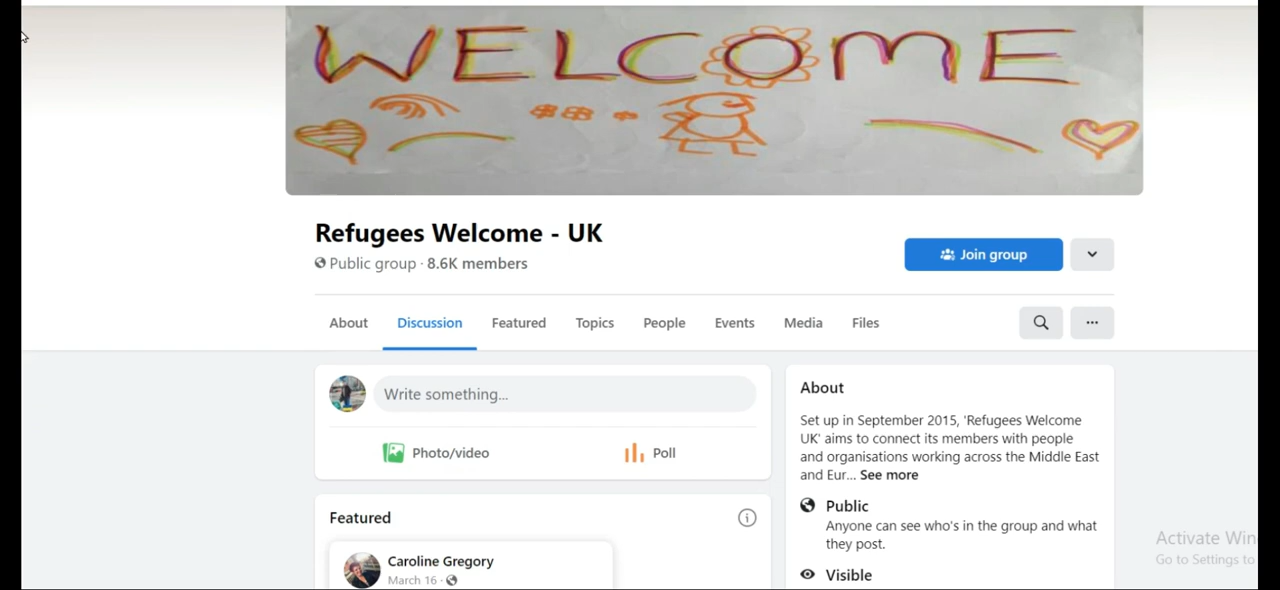 WELCOME
Refugees Welcome - UK
Public group · 8.6K members
Join group
About Discussion Featured Topics People Events Media Files
Write something...
Photo/video Poll
Featured
Caroline Gregory
March 16 ·
About
Set up in September 2015, 'Refugees Welcome
UK' aims to connect its members with people
and organisations working across the Middle East
and Eur... See more
Public
Anyone can see who's in the group and what
they post.
Visible
Activate Win
Go to Settings to